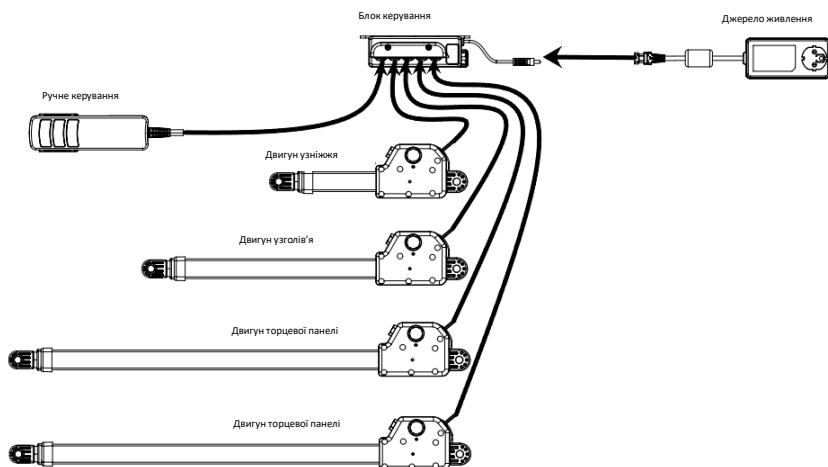 Блок керування
Джерело живлення
Ручне керування
Двигун узніжжя
Двигун узголів'я
Двигун торцевої панелі
Двигун торцевої панелі